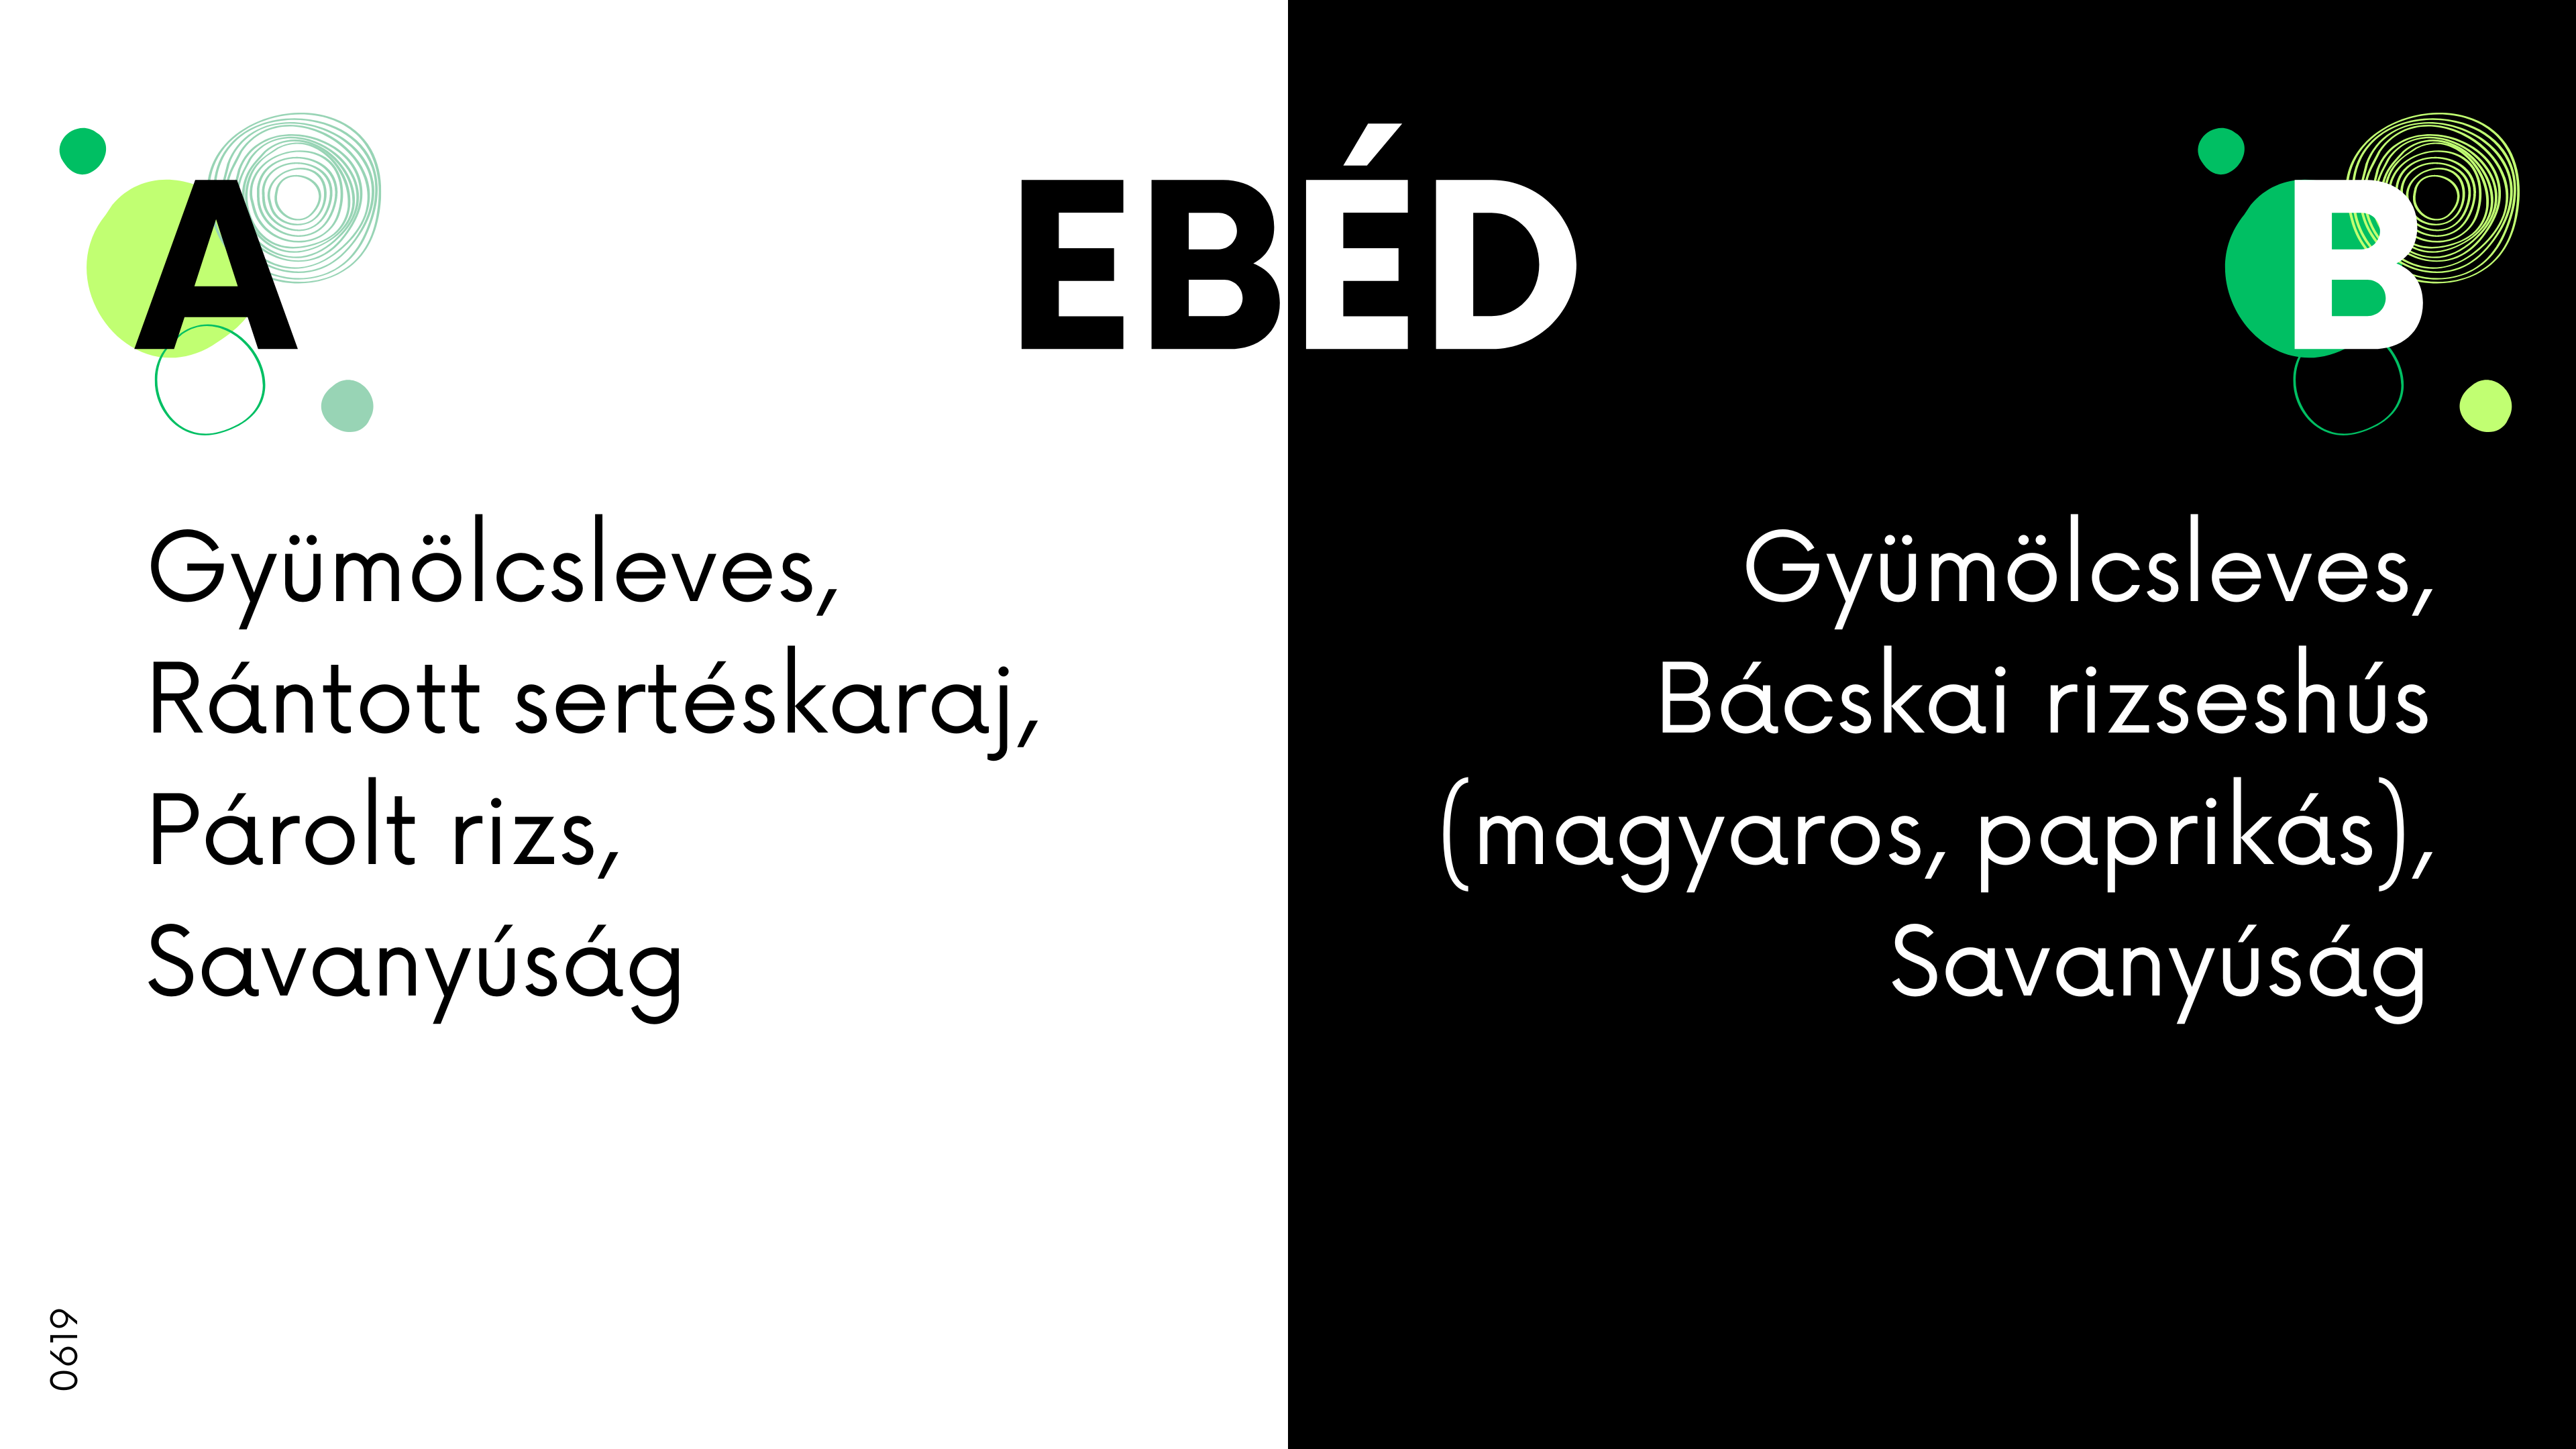 A
EBÉD
B
Gyümölcsleves,
Rántott sertéskaraj,
Párolt rizs,
Savanyúság
Gyümölcsleves,
Bácskai rizseshús
(magyaros, paprikás),
Savanyúság
0619